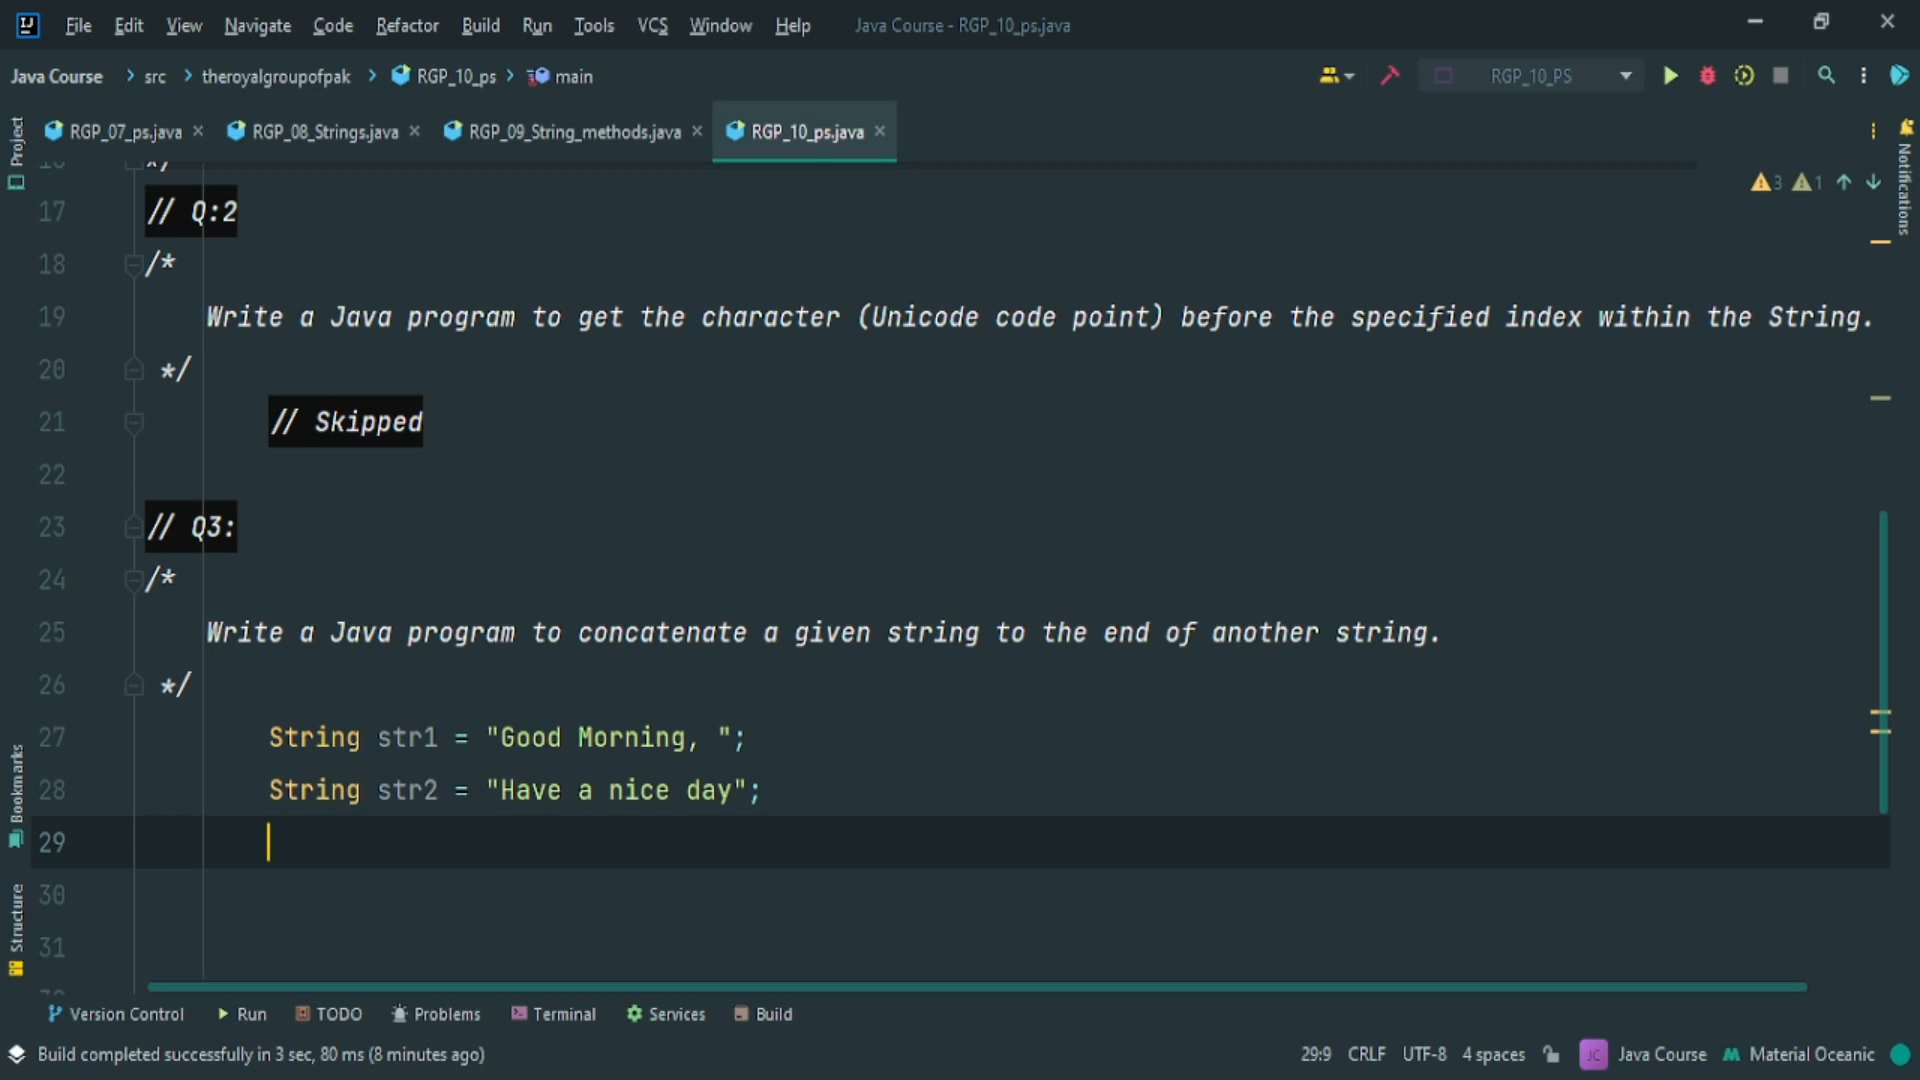 File Edit View Navigate Code Refactor Build Run Tools VCS Window Help Java Course - RGP_10_ps.java
Java Course src theroyalgroupofpak RGP_10_ps main RGP_10_PS
Project
RGP_07_ps.java RGP_08_Strings.java RGP_09_String_methods.java RGP_10_ps.java
Notifications
3 1
16 */
17 // Q:2
18 /*
19 Write a Java program to get the character (Unicode code point) before the specified index within the String.
20 */
21 // Skipped
22
23 // Q3:
24 /*
25 Write a Java program to concatenate a given string to the end of another string.
26 */
27 String str1 = "Good Morning, ";
28 String str2 = "Have a nice day";
29
30
31
Bookmarks
Structure
Version Control Run TODO Problems Terminal Services Build
Build completed successfully in 3 sec, 80 ms (8 minutes ago) 29:9 CRLF UTF-8 4 spaces JC Java Course Material Oceanic